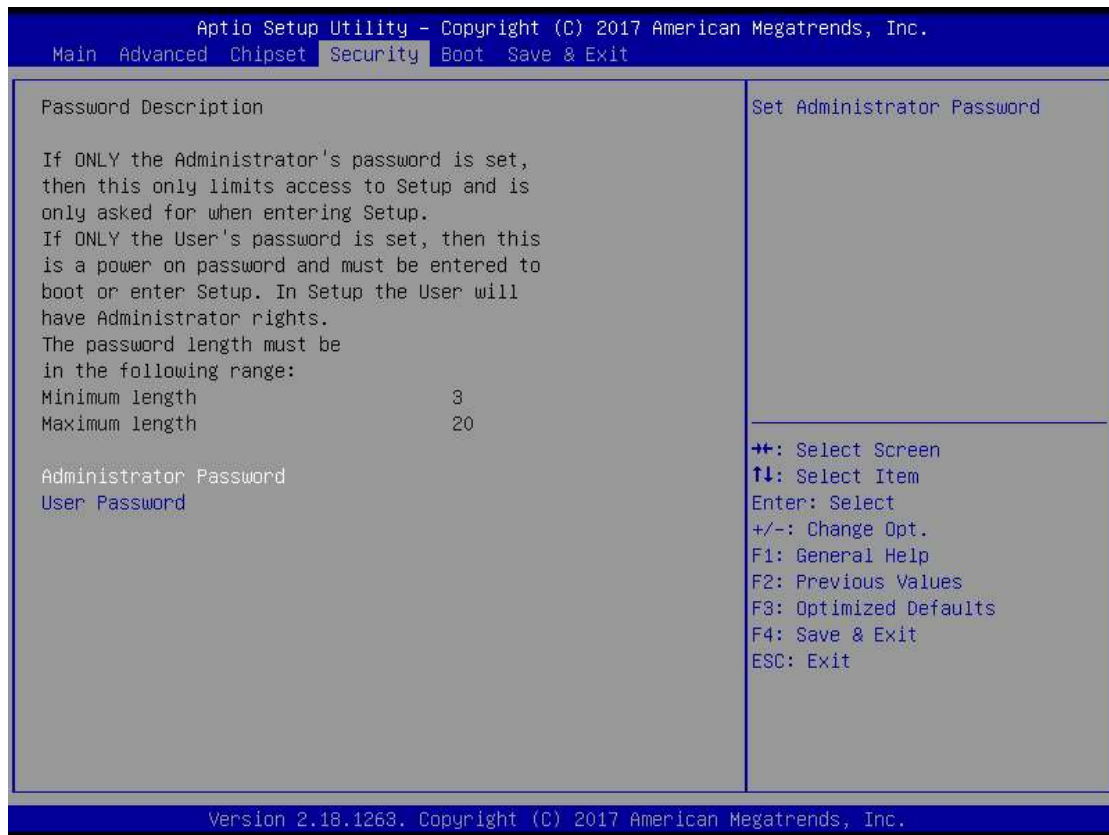 Aptio Setup Utility – Copyright (C) 2017 American Megatrends, Inc.
Main Advanced Chipset Security Boot Save & Exit
Password Description
If ONLY the Administrator's password is set,
then this only limits access to Setup and is
only asked for when entering Setup.
If ONLY the User's password is set, then this
is a power on password and must be entered to
boot or enter Setup. In Setup the User will
have Administrator rights.
The password length must be
in the following range:
Minimum length 3
Maximum length 20
Administrator Password
User Password
Set Administrator Password
→←: Select Screen
↑↓: Select Item
Enter: Select
+/-: Change Opt.
F1: General Help
F2: Previous Values
F3: Optimized Defaults
F4: Save & Exit
ESC: Exit
Version 2.18.1263. Copyright (C) 2017 American Megatrends, Inc.